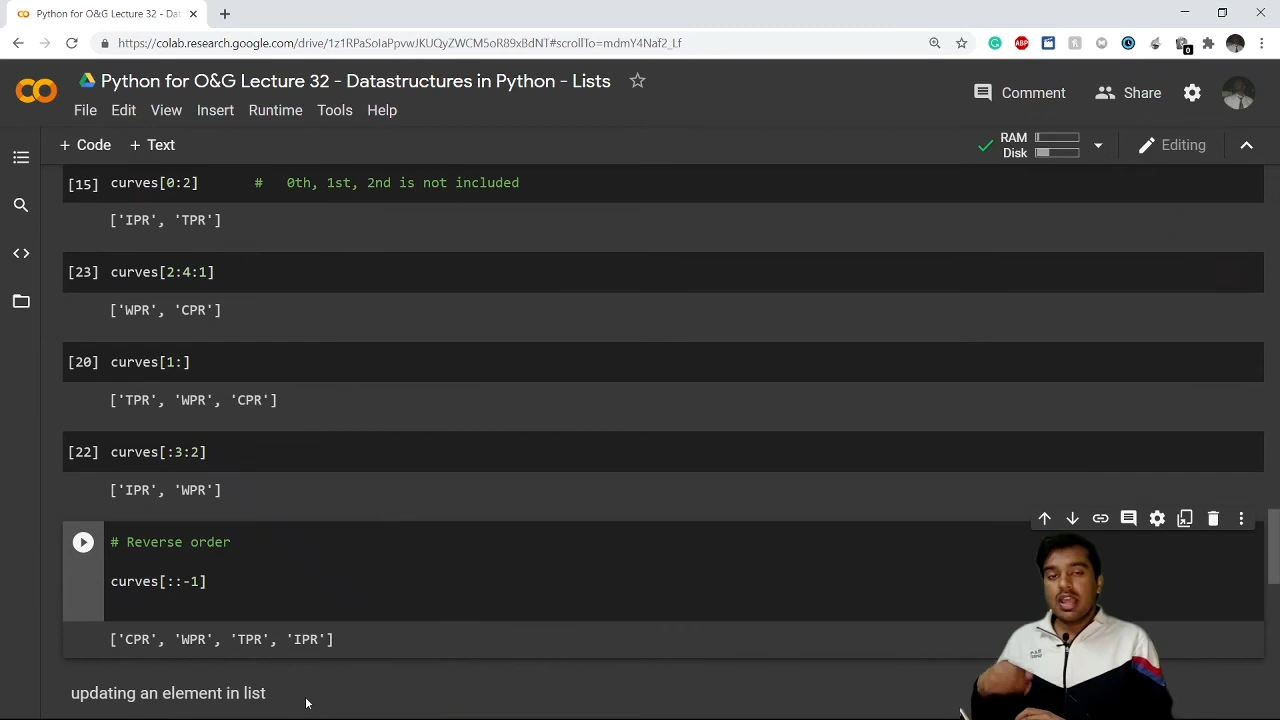 Python for O&G Lecture 32 - Dat
https://colab.research.google.com/drive/1z1RPaSoIaPpvwJKUQyZWCM5oR89xBdNT#scrollTo=mdmY4Naf2_Lf
ABP
0
Python for O&G Lecture 32 - Datastructures in Python - Lists
Comment
Share
File Edit View Insert Runtime Tools Help
+ Code + Text
RAM
Disk
Editing
[15] curves[0:2] # 0th, 1st, 2nd is not included
['IPR', 'TPR']
[23] curves[2:4:1]
['WPR', 'CPR']
[20] curves[1:]
['TPR', 'WPR', 'CPR']
[22] curves[:3:2]
['IPR', 'WPR']
# Reverse order
curves[::-1]
['CPR', 'WPR', 'TPR', 'IPR']
updating an element in list